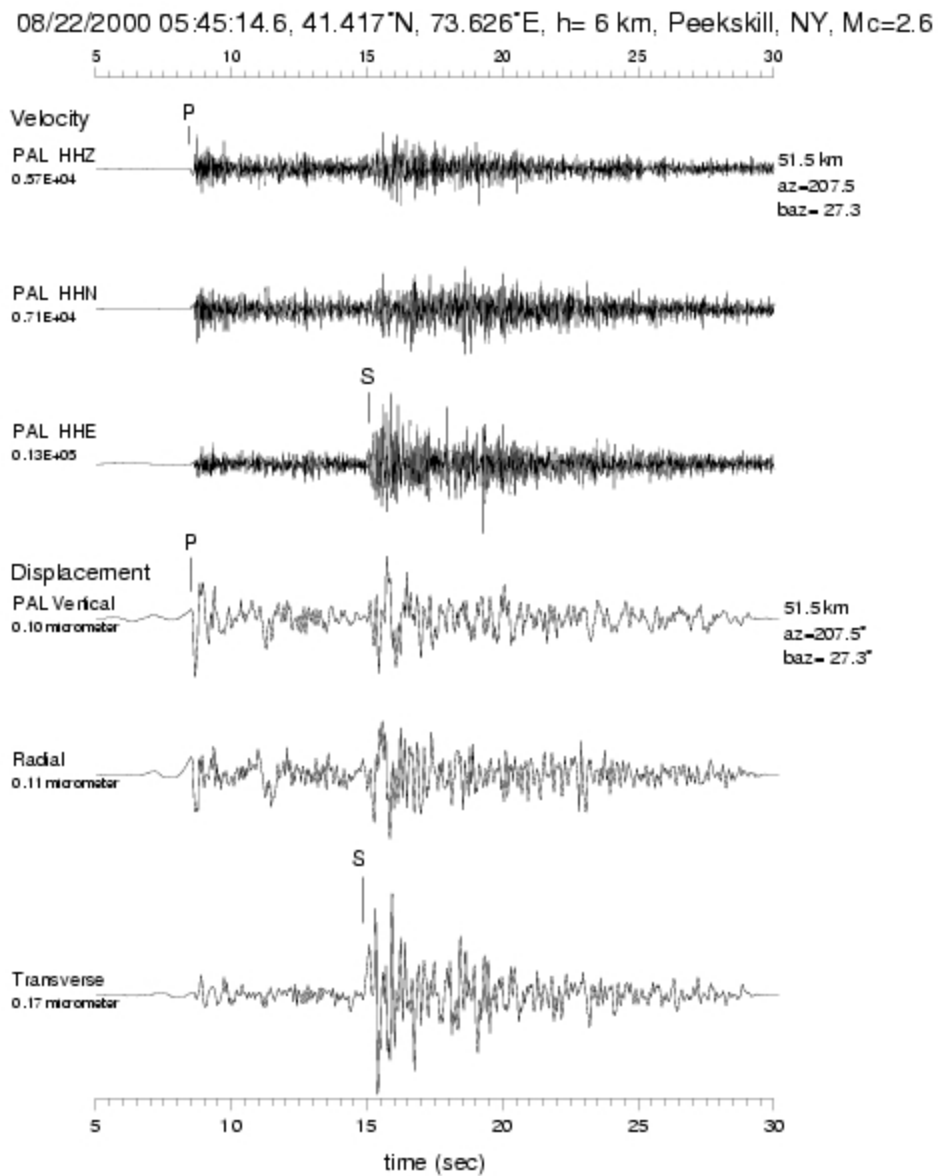 08/22/2000 05:45:14.6, 41.417°N, 73.626°E, h= 6 km, Peekskill, NY, Mc=2.6
5 10 15 20 25 30
P
Velocity
PAL HHZ
0.57E+04
51.5 km
az=207.5
baz= 27.3
PAL HHN
0.71E+04
S
PAL HHE
0.13E+05
P
Displacement
PAL Vertical
0.10 micrometer
51.5 km
az=207.5°
baz= 27.3°
Radial
0.11 micrometer
S
Transverse
0.17 micrometer
5 10 15 20 25 30
time (sec)